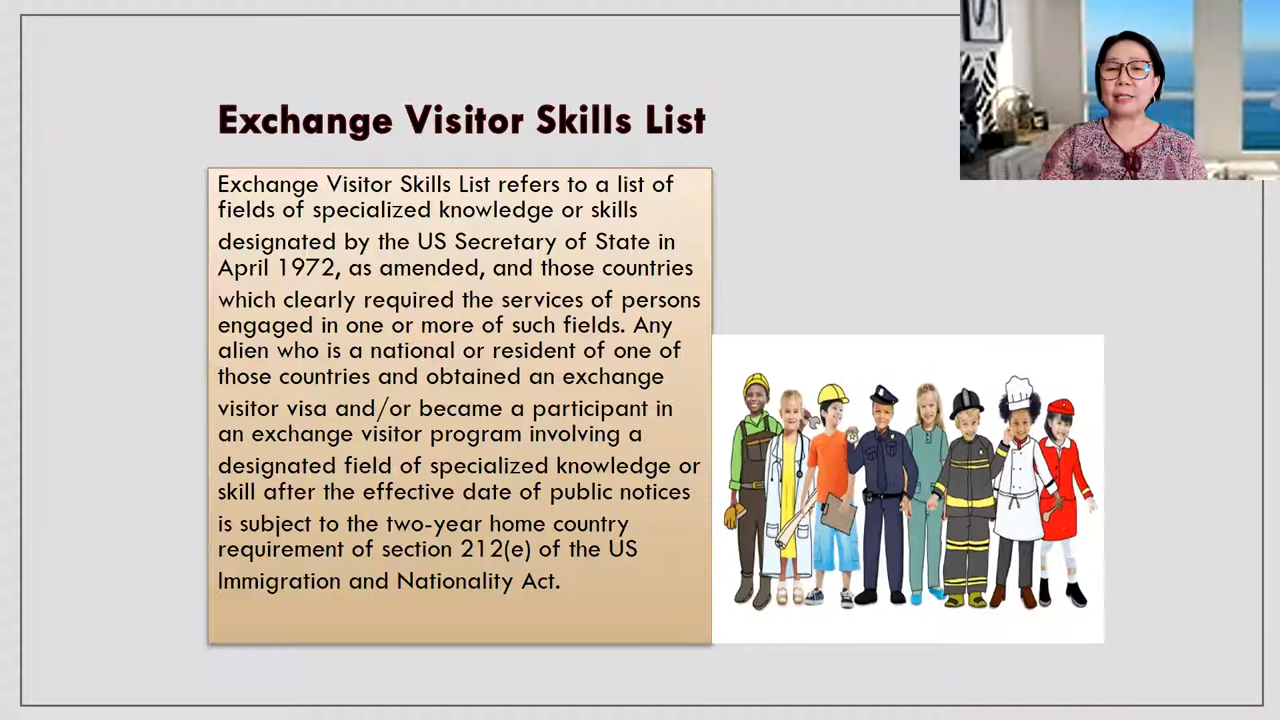 Exchange Visitor Skills List
Exchange Visitor Skills List refers to a list of
fields of specialized knowledge or skills
designated by the US Secretary of State in
April 1972, as amended, and those countries
which clearly required the services of persons
engaged in one or more of such fields. Any
alien who is a national or resident of one of
those countries and obtained an exchange
visitor visa and/or became a participant in
an exchange visitor program involving a
designated field of specialized knowledge or
skill after the effective date of public notices
is subject to the two-year home country
requirement of section 212(e) of the US
Immigration and Nationality Act.